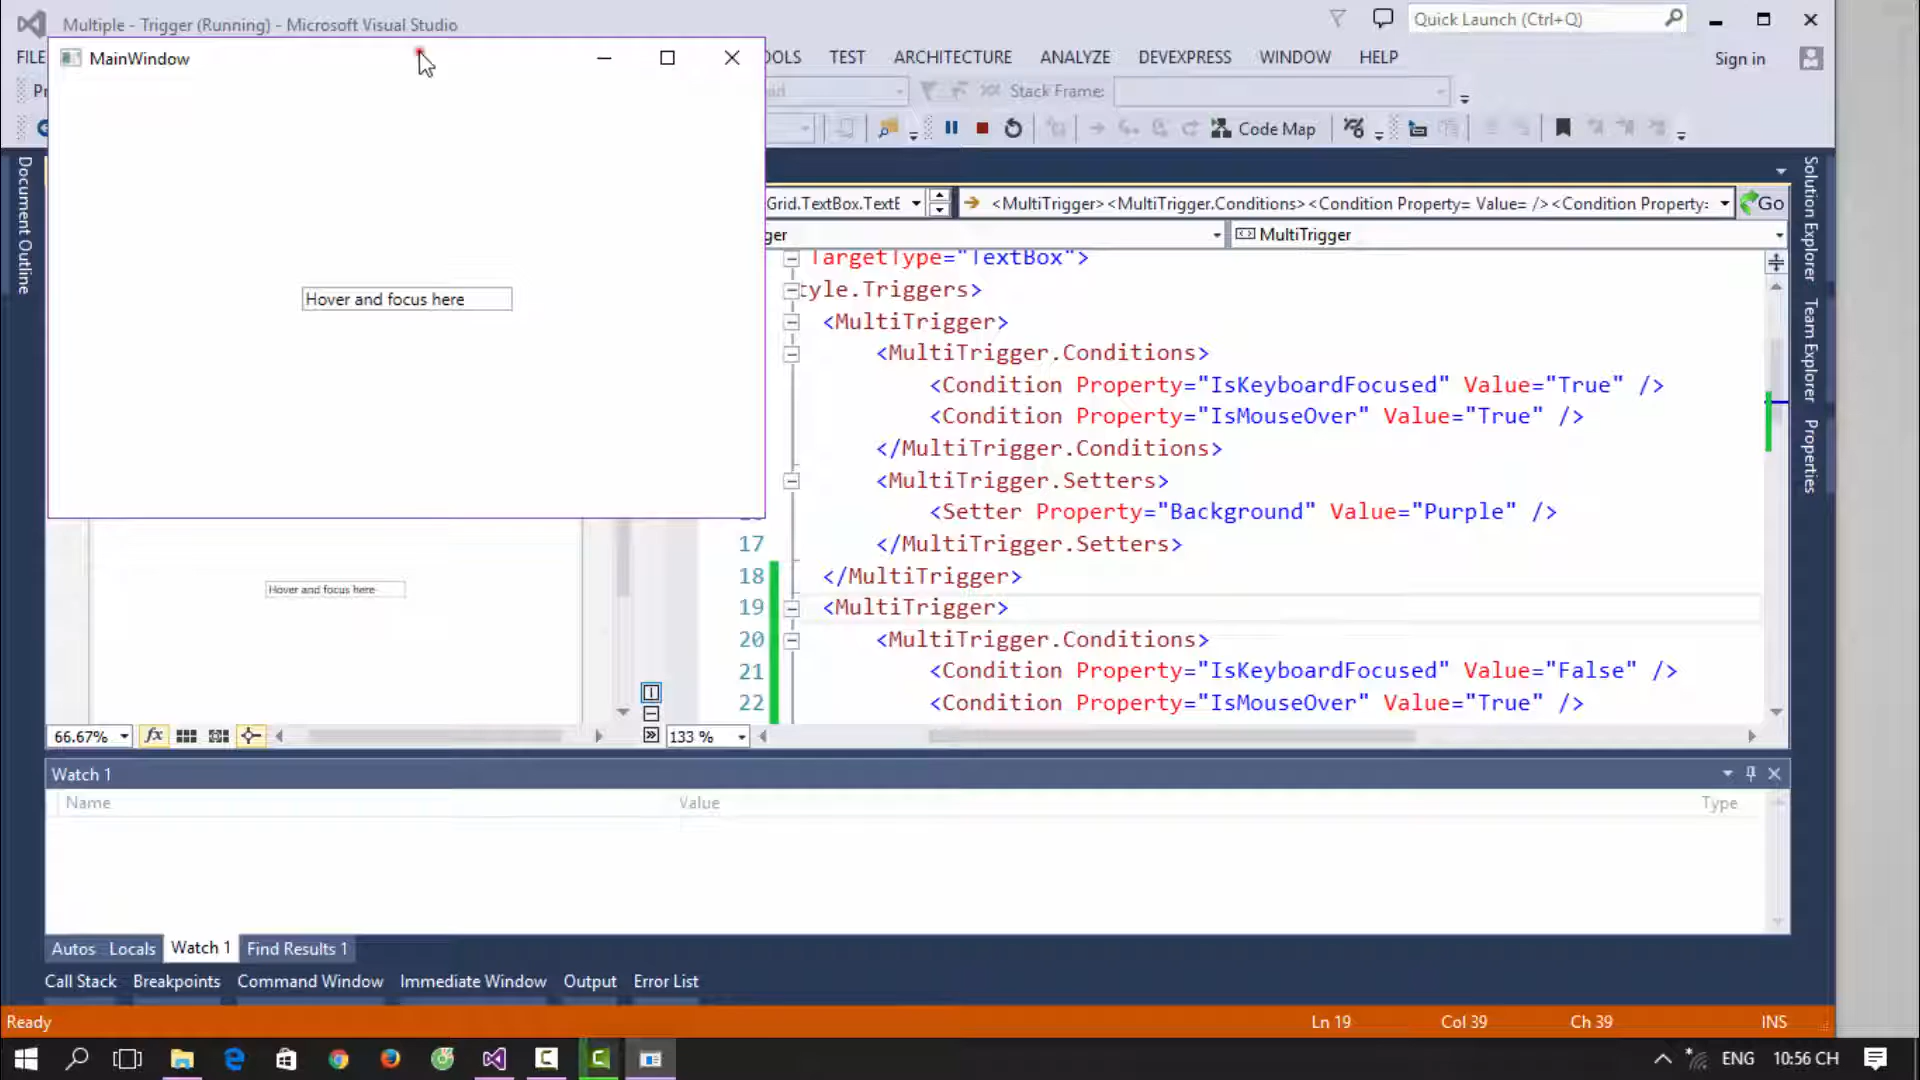 Multiple - Trigger (Running) - Microsoft Visual Studio
Quick Launch (Ctrl+Q)
MainWindow
FILE
TEST
ARCHITECTURE
ANALYZE
DEVEXPRESS
WINDOW
HELP
Sign in
Stack Frame:
Code Map
Document Outline
Hover and focus here
Grid.TextBox.TextE
<MultiTrigger><MultiTrigger.Conditions><Condition Property= Value= /><Condition Property:
Go
MultiTrigger
TargetType="TextBox">
tyle.Triggers>
<MultiTrigger>
<MultiTrigger.Conditions>
<Condition Property="IsKeyboardFocused" Value="True" />
<Condition Property="IsMouseOver" Value="True" />
</MultiTrigger.Conditions>
<MultiTrigger.Setters>
<Setter Property="Background" Value="Purple" />
17 </MultiTrigger.Setters>
18 </MultiTrigger>
19 <MultiTrigger>
20 <MultiTrigger.Conditions>
21 <Condition Property="IsKeyboardFocused" Value="False" />
22 <Condition Property="IsMouseOver" Value="True" />
Hover and focus here
Solution Explorer
Team Explorer
Properties
66.67%
fx
133 %
Watch 1
Name
Value
Type
Autos
Locals
Watch 1
Find Results 1
Call Stack
Breakpoints
Command Window
Immediate Window
Output
Error List
Ready
Ln 19
Col 39
Ch 39
INS
ENG
10:56 CH